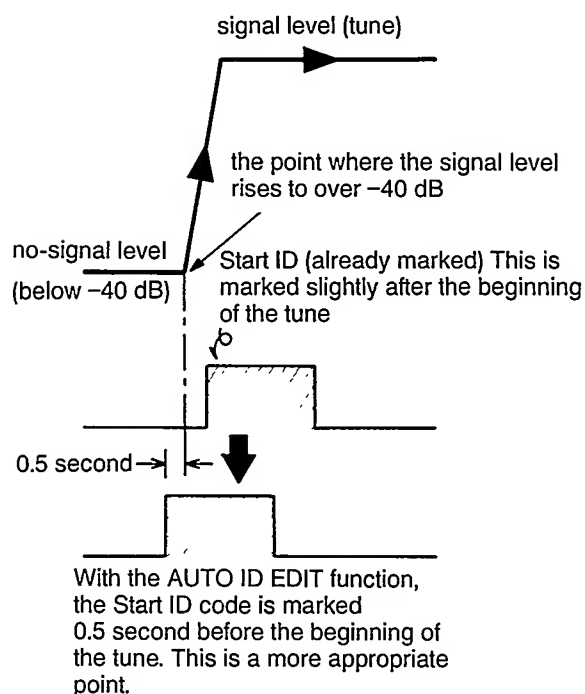 signal level (tune)
the point where the signal level
rises to over –40 dB
no-signal level
(below –40 dB)
Start ID (already marked) This is
marked slightly after the beginning
of the tune
0.5 second
With the AUTO ID EDIT function,
the Start ID code is marked
0.5 second before the beginning of
the tune. This is a more appropriate
point.